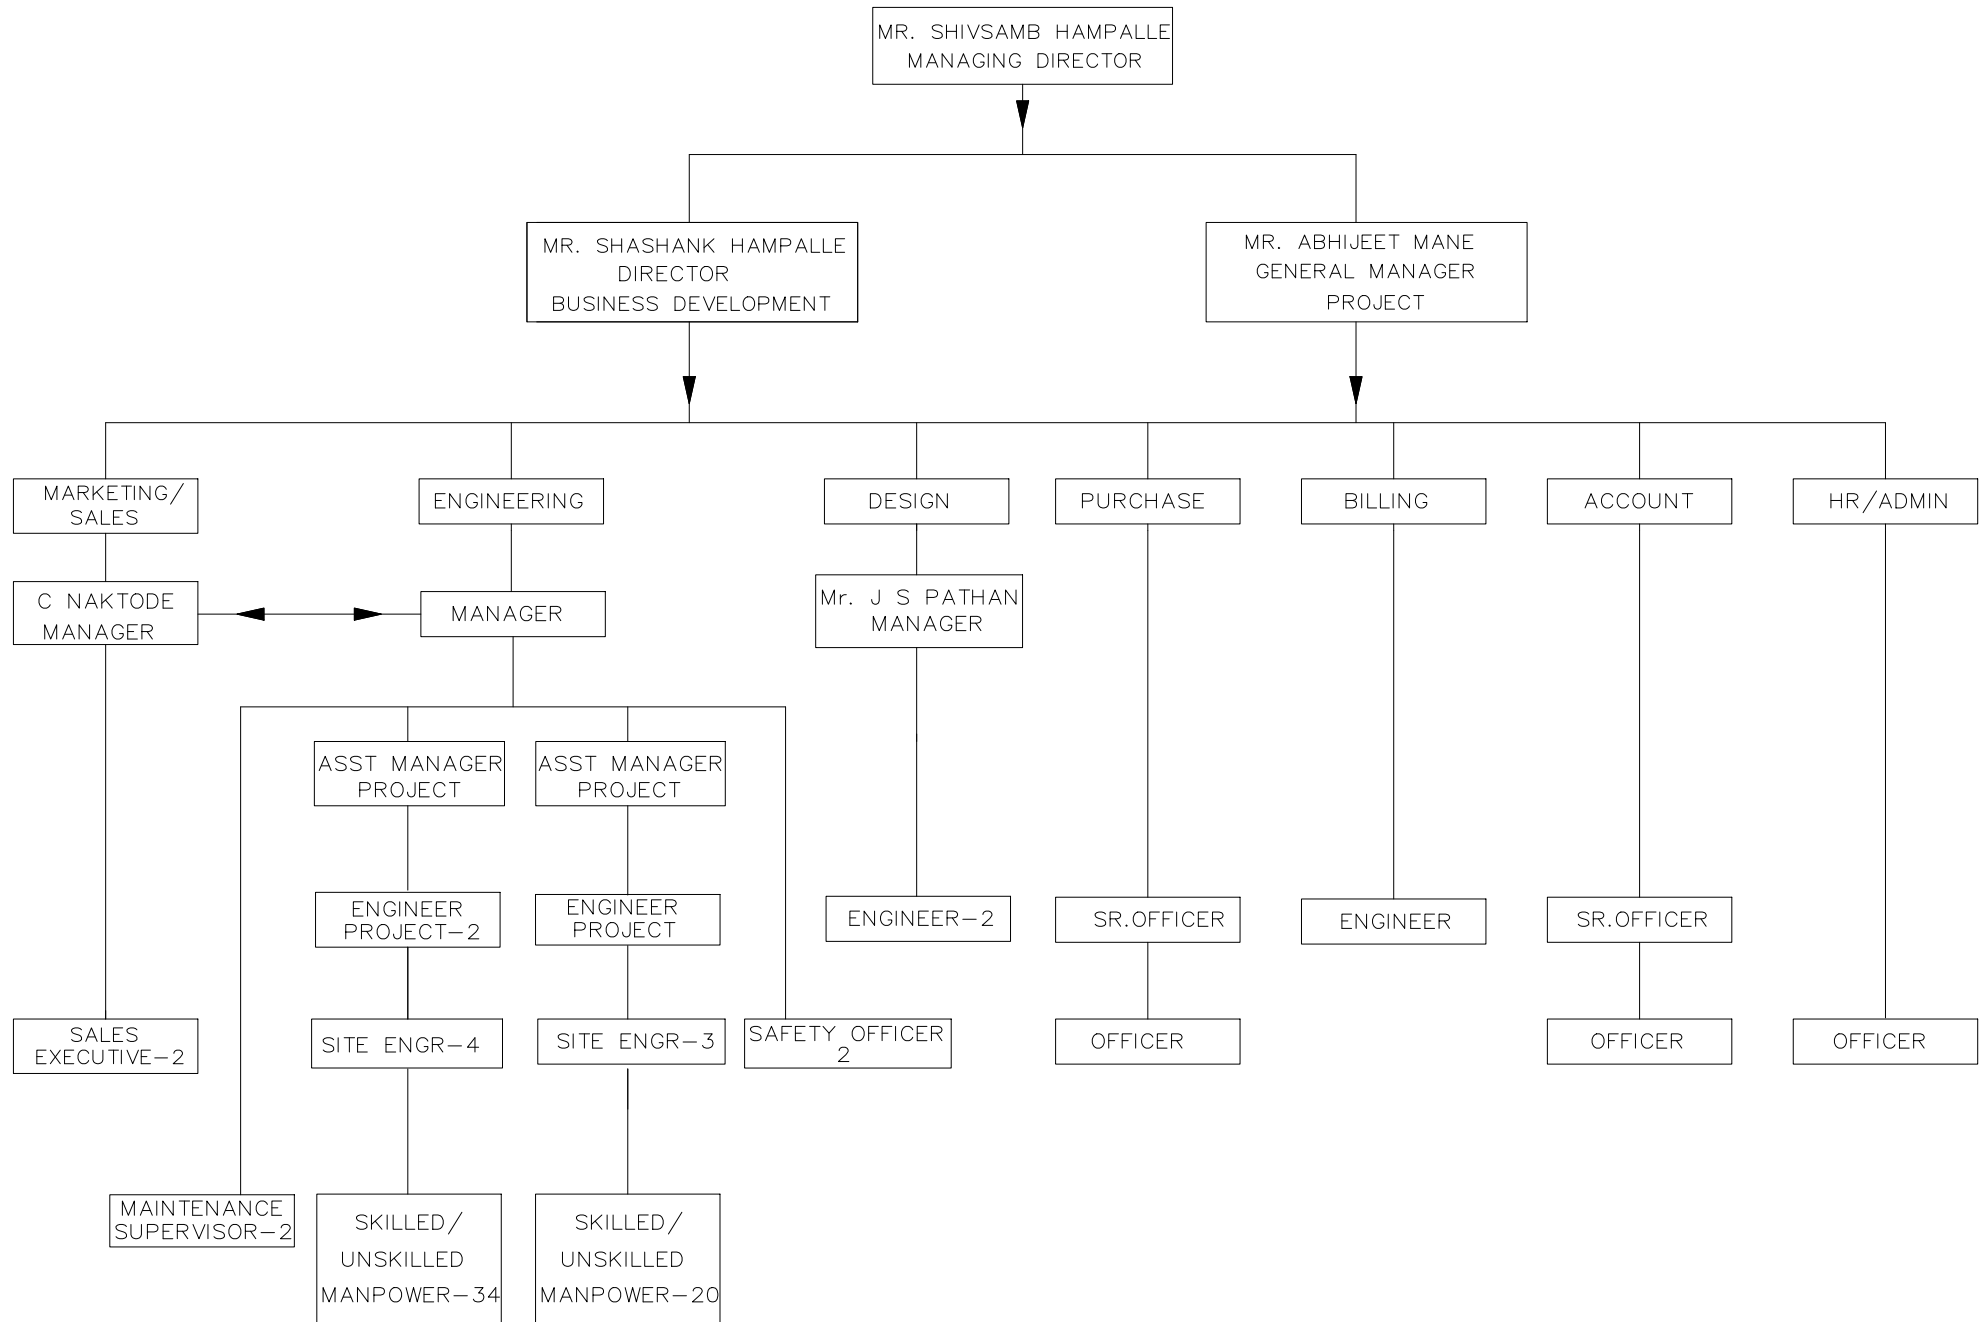 MR. SHIVSAMB HAMPALLE
MANAGING DIRECTOR
MR. SHASHANK HAMPALLE
DIRECTOR
BUSINESS DEVELOPMENT
MR. ABHIJEET MANE
GENERAL MANAGER
PROJECT
MARKETING/
SALES
ENGINEERING
DESIGN
PURCHASE
BILLING
ACCOUNT
HR/ADMIN
C NAKTODE
MANAGER
MANAGER
Mr. J S PATHAN
MANAGER
ASST MANAGER
PROJECT
ASST MANAGER
PROJECT
ENGINEER
PROJECT-2
ENGINEER
PROJECT
ENGINEER-2
SR.OFFICER
ENGINEER
SR.OFFICER
SALES
EXECUTIVE-2
SITE ENGR-4
SITE ENGR-3
SAFETY OFFICER
2
OFFICER
OFFICER
OFFICER
MAINTENANCE
SUPERVISOR-2
SKILLED/
UNSKILLED
MANPOWER-34
SKILLED/
UNSKILLED
MANPOWER-20